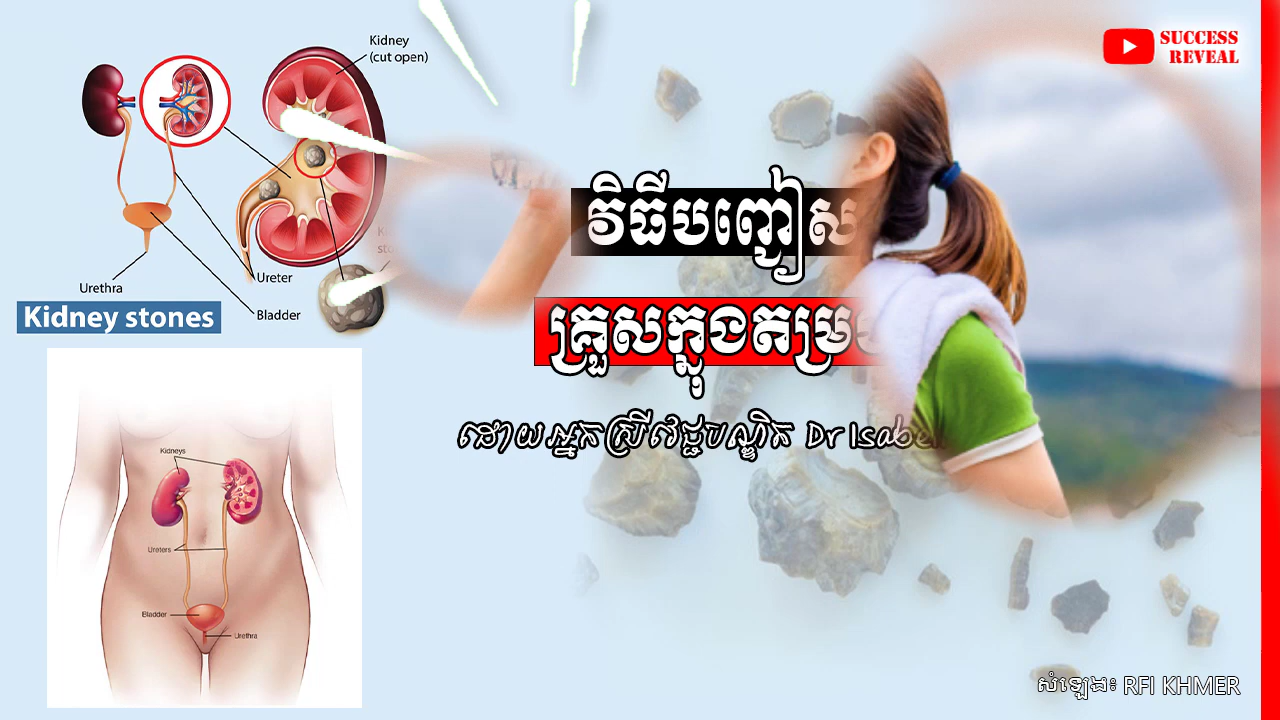 Kidney
(cut open)
SUCCESS
REVEAL
Urethra
Ureter
Bladder
Kidney stones
វិធីបញ្ជៀស
គ្រួសក្នុងតម្រង
ដោយអ្នកស្រីវេជ្ជបណ្ឌិត Dr Isabell
Kidneys
Ureters
Bladder
Urethra
សំឡេង៖ RFI KHMER